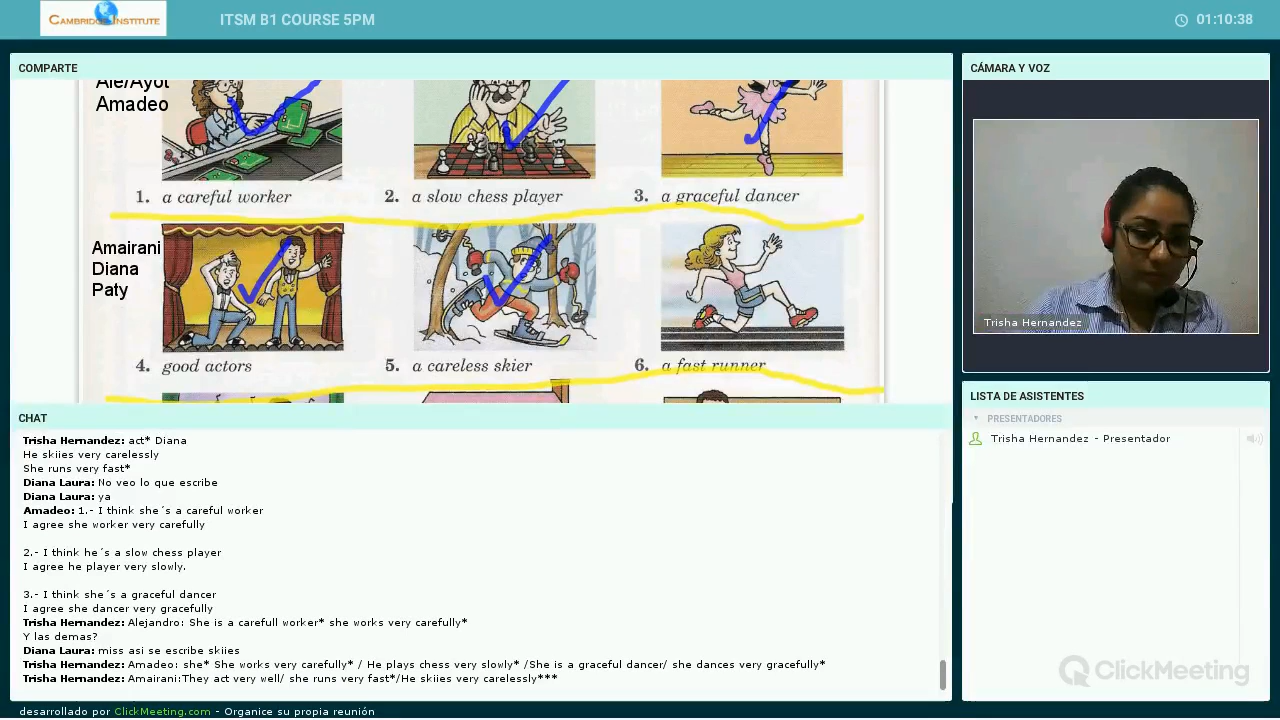 CAMBRIDGE INSTITUTE
ITSM B1 COURSE 5PM
01:10:38
COMPARTE
Ale/Ayot
Amadeo
1. a careful worker
2. a slow chess player
3. a graceful dancer
Amairani
Diana
Paty
4. good actors
5. a careless skier
6. a fast runner
CÁMARA Y VOZ
Trisha Hernandez
LISTA DE ASISTENTES
PRESENTADORES
Trisha Hernandez - Presentador
CHAT
Trisha Hernandez: act* Diana
He skiies very carelessly
She runs very fast*
Diana Laura: No veo lo que escribe
Diana Laura: ya
Amadeo: 1.- I think she´s a careful worker
I agree she worker very carefully
2.- I think he´s a slow chess player
I agree he player very slowly.
3.- I think she´s a graceful dancer
I agree she dancer very gracefully
Trisha Hernandez: Alejandro: She is a carefull worker* she works very carefully*
Y las demas?
Diana Laura: miss asi se escribe skiies
Trisha Hernandez: Amadeo: she* She works very carefully* / He plays chess very slowly* /She is a graceful dancer/ she dances very gracefully*
Trisha Hernandez: Amairani:They act very well/ she runs very fast*/He skiies very carelessly***
ClickMeeting
desarrollado por ClickMeeting.com - Organice su propia reunión